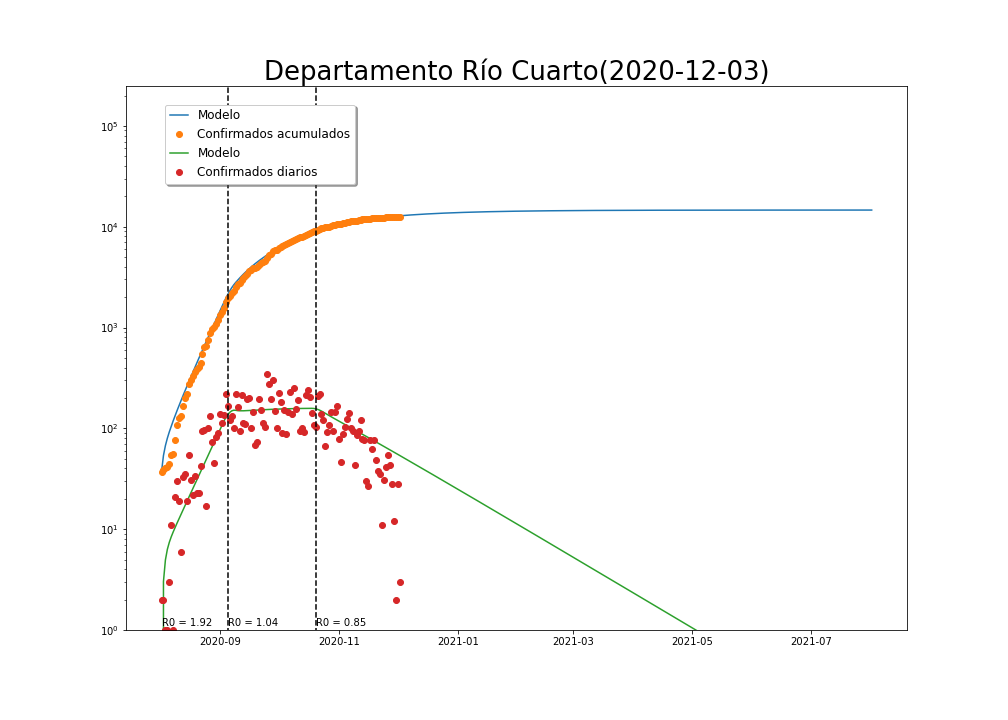 Departamento Río Cuarto(2020-12-03)
Modelo
Confirmados acumulados
Modelo
Confirmados diarios
10⁵
10⁴
10³
10²
10¹
10⁰
R0 = 1.92 R0 = 1.04 R0 = 0.85
2020-09 2020-11 2021-01 2021-03 2021-05 2021-07